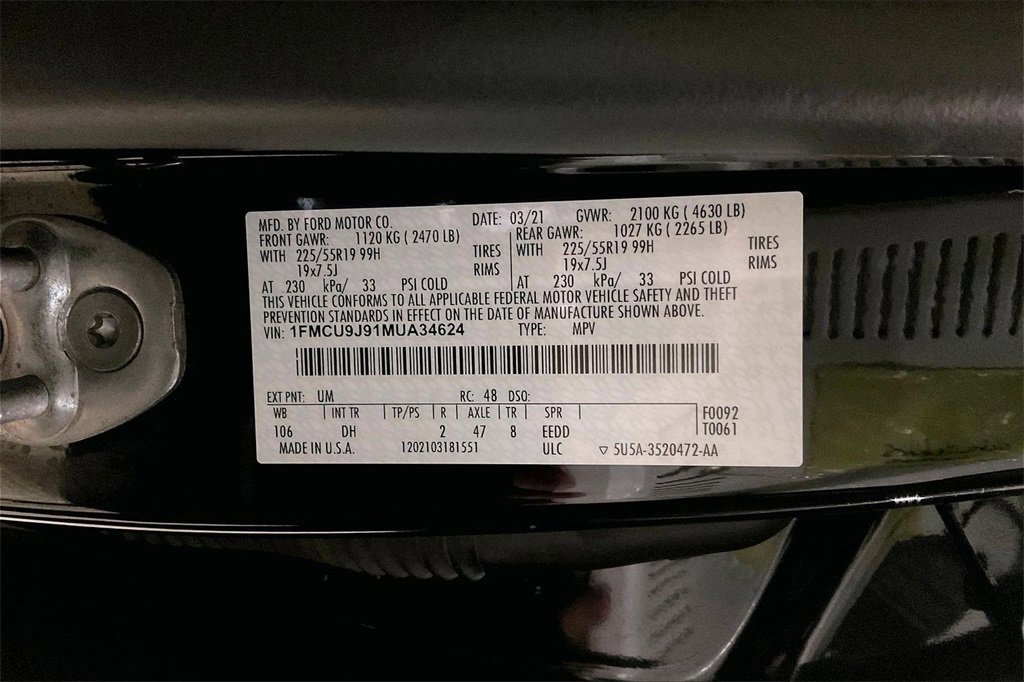 MFD. BY FORD MOTOR CO. DATE: 03/21 GVWR: 2100 KG ( 4630 LB)
FRONT GAWR: 1120 KG ( 2470 LB) REAR GAWR: 1027 KG ( 2265 LB)
WITH 225/55R19 99H TIRES WITH 225/55R19 99H TIRES
19x7.5J RIMS 19x7.5J RIMS
AT 230 kPa/ 33 PSI COLD AT 230 kPa/ 33 PSI COLD
THIS VEHICLE CONFORMS TO ALL APPLICABLE FEDERAL MOTOR VEHICLE SAFETY AND THEFT
PREVENTION STANDARDS IN EFFECT ON THE DATE OF MANUFACTURE SHOWN ABOVE.
VIN: 1FMCU9J91MUA34624 TYPE: MPV
EXT PNT: UM RC: 48 DSO:
WB INT TR TP/PS R AXLE TR SPR F0092
106 DH 2 47 8 EEDD T0061
MADE IN U.S.A. 1202103181551 ULC ▽ 5U5A-3520472-AA